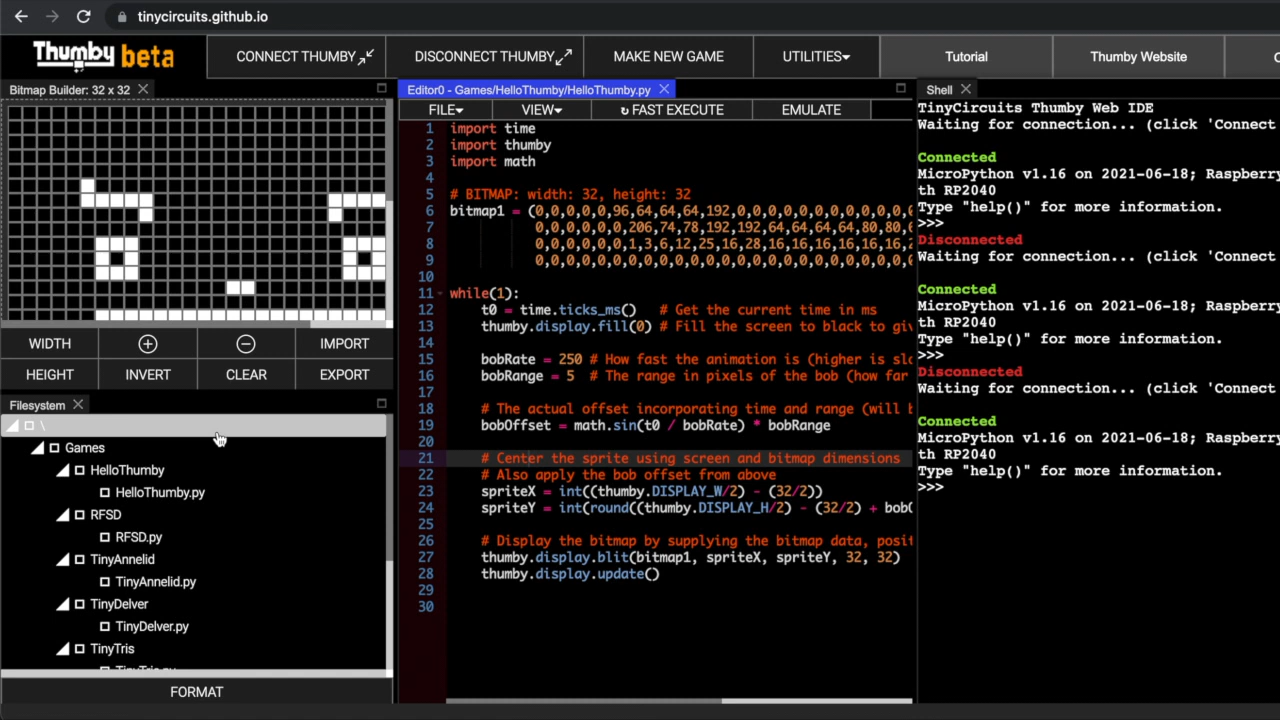 tinycircuits.github.io
Thumby beta
CONNECT THUMBY
DISCONNECT THUMBY
MAKE NEW GAME
UTILITIES
Tutorial
Thumby Website
Bitmap Builder: 32 x 32
WIDTH
IMPORT
HEIGHT
INVERT
CLEAR
EXPORT
Filesystem
\
Games
HelloThumby
HelloThumby.py
RFSD
RFSD.py
TinyAnnelid
TinyAnnelid.py
TinyDelver
TinyDelver.py
TinyTris
TinyTris.py
FORMAT
Editor0 - Games/HelloThumby/HelloThumby.py
FILE
VIEW
↻ FAST EXECUTE
EMULATE
1 import time
2 import thumby
3 import math
4
5 # BITMAP: width: 32, height: 32
6 bitmap1 = (0,0,0,0,0,96,64,64,64,192,0,0,0,0,0,0,0,0,0,0,0,
7 0,0,0,0,0,0,206,74,78,192,192,64,64,64,64,80,80,
8 0,0,0,0,0,0,1,3,6,12,25,16,28,16,16,16,16,16,16,
9 0,0,0,0,0,0,0,0,0,0,0,0,0,0,0,0,0,0,0,0,0,0,0,0,
10
11 while(1):
12 t0 = time.ticks_ms() # Get the current time in ms
13 thumby.display.fill(0) # Fill the screen to black to
14
15 bobRate = 250 # How fast the animation is (higher is
16 bobRange = 5 # The range in pixels of the bob (how far
17
18 # The actual offset incorporating time and range (will
19 bobOffset = math.sin(t0 / bobRate) * bobRange
20
21 # Center the sprite using screen and bitmap dimensions
22 # Also apply the bob offset from above
23 spriteX = int((thumby.DISPLAY_W/2) - (32/2))
24 spriteY = int(round((thumby.DISPLAY_H/2) - (32/2) +
25
26 # Display the bitmap by supplying the bitmap data,
27 thumby.display.blit(bitmap1, spriteX, spriteY, 32, 32)
28 thumby.display.update()
29
30
Shell
TinyCircuits Thumby Web IDE
Waiting for connection... (click 'Connect
Connected
MicroPython v1.16 on 2021-06-18; Raspberry
th RP2040
Type "help()" for more information.
>>>
Disconnected
Waiting for connection... (click 'Connect
Connected
MicroPython v1.16 on 2021-06-18; Raspberry
th RP2040
Type "help()" for more information.
>>>
Disconnected
Waiting for connection... (click 'Connect
Connected
MicroPython v1.16 on 2021-06-18; Raspberry
th RP2040
Type "help()" for more information.
>>>